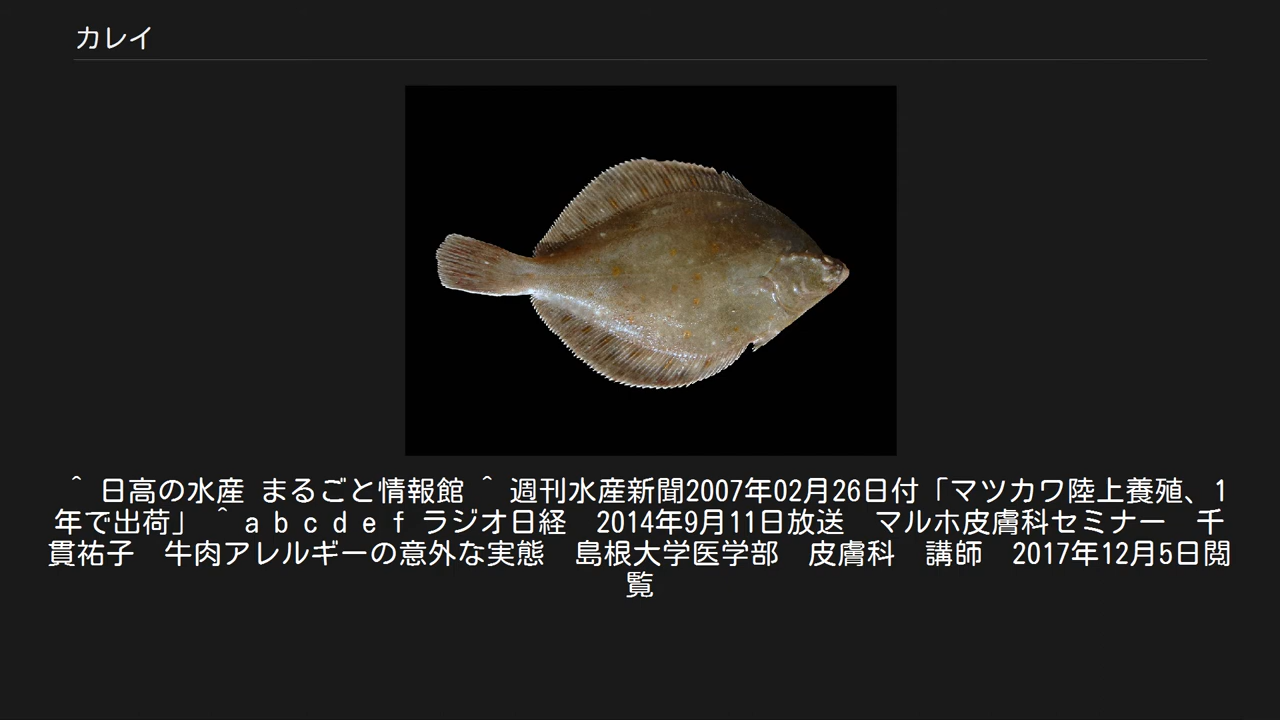 カレイ
^ 日高の水産 まるごと情報館 ^ 週刊水産新聞2007年02月26日付「マツカワ陸上養殖、1
年で出荷」 ^ a b c d e f ラジオ日経　2014年9月11日放送　マルホ皮膚科セミナー　千
貫祐子　牛肉アレルギーの意外な実態　島根大学医学部　皮膚科　講師　2017年12月5日閲
覧